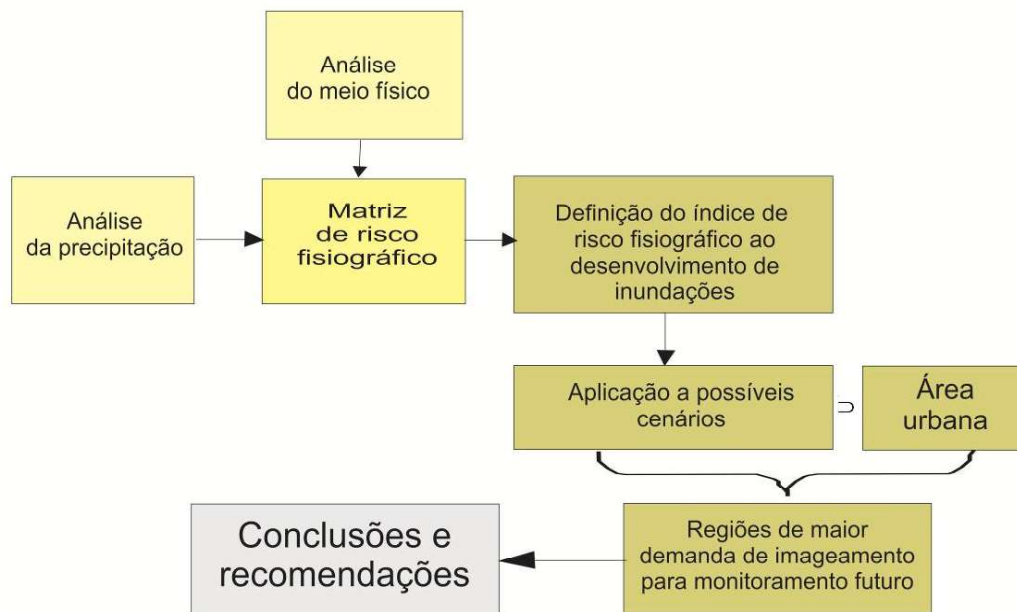 Análise
do meio físico
Análise
da precipitação
Matriz
de risco
fisiográfico
Definição do índice de
risco fisiográfico ao
desenvolvimento de
inundações
Aplicação a possíveis
cenários
⊃
Área
urbana
Regiões de maior
demanda de imageamento
para monitoramento futuro
Conclusões e
recomendações